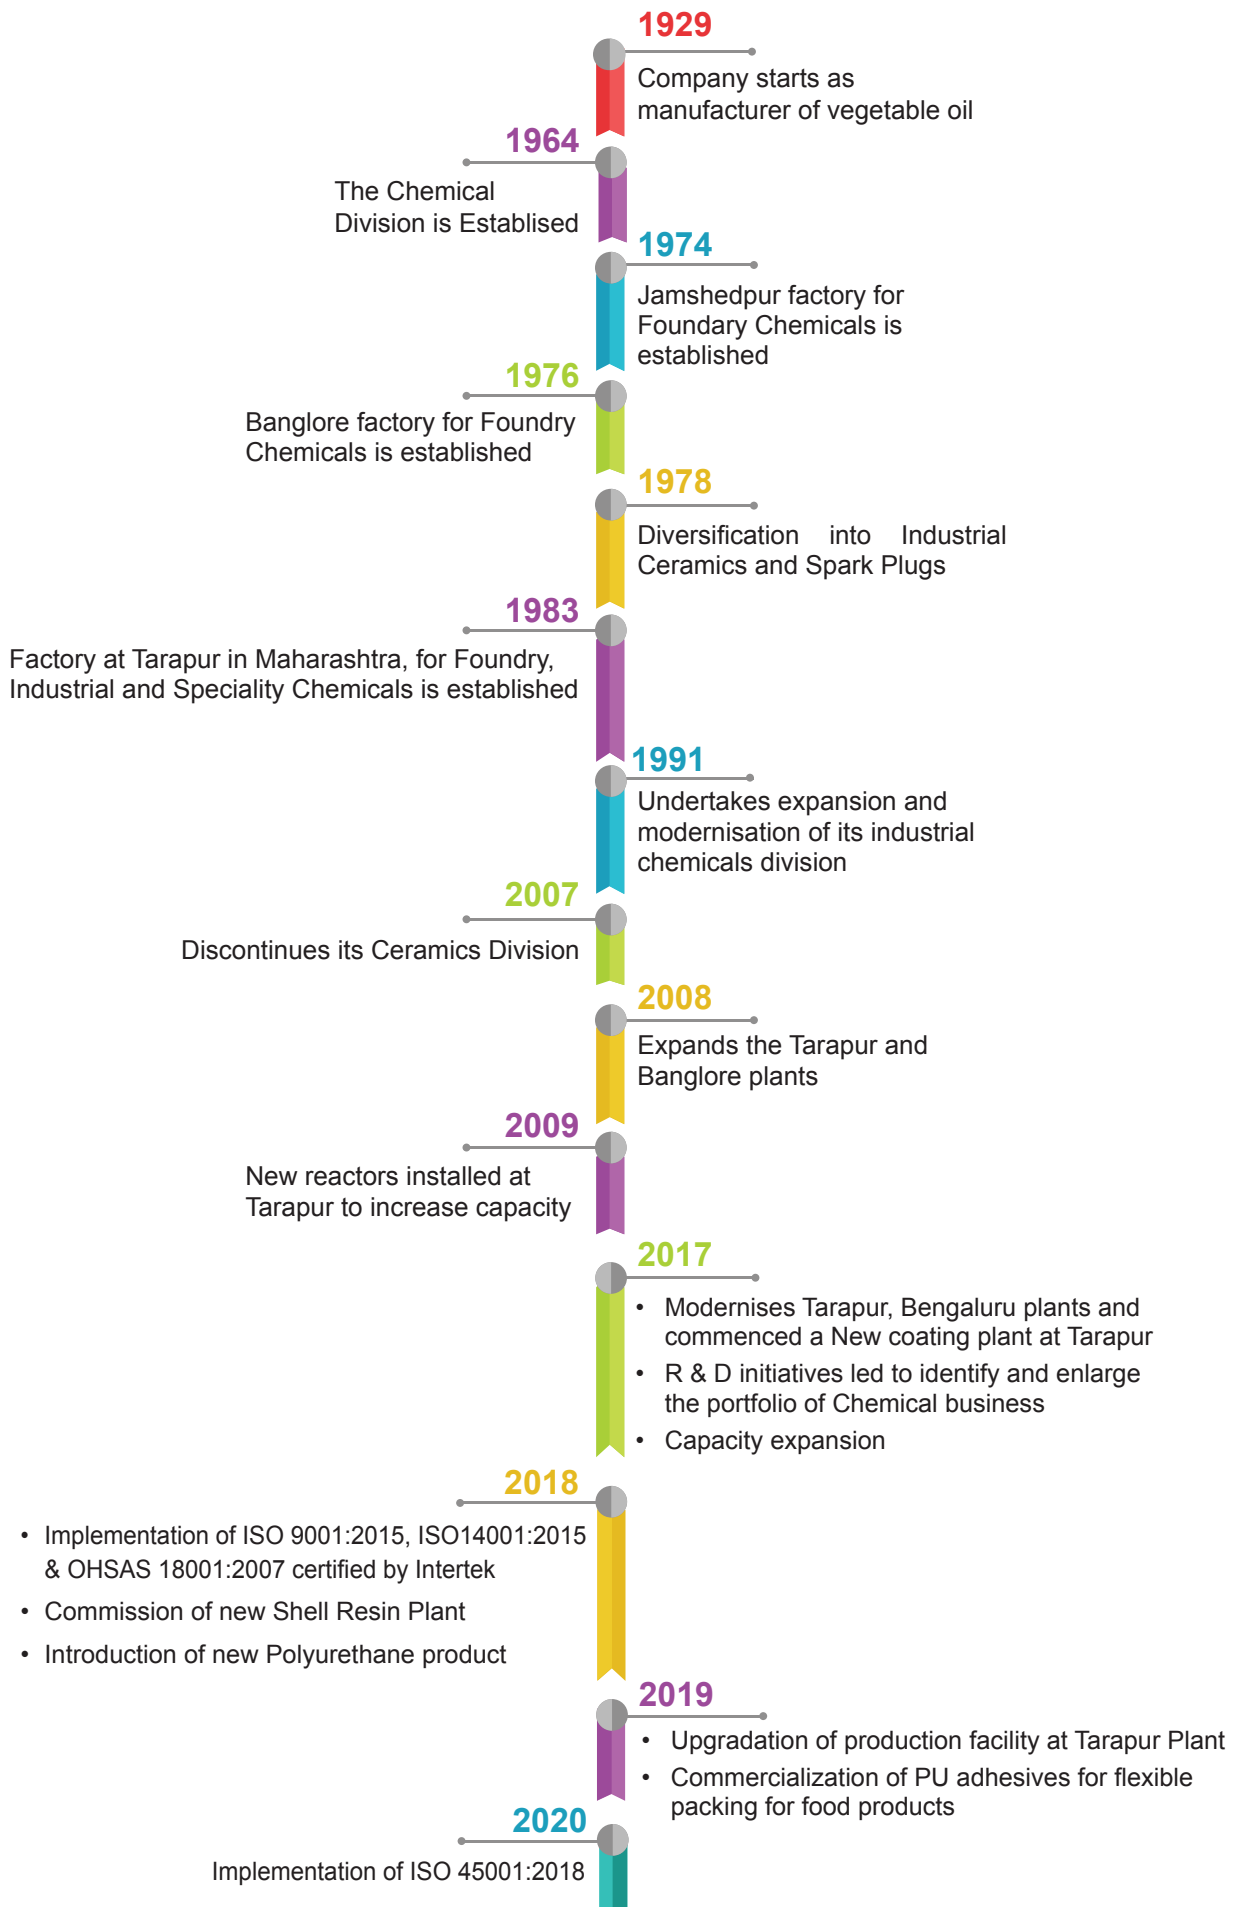 1929
Company starts as
manufacturer of vegetable oil
1964
The Chemical
Division is Establised
1974
Jamshedpur factory for
Foundary Chemicals is
established
1976
Banglore factory for Foundry
Chemicals is established
1978
Diversification into Industrial
Ceramics and Spark Plugs
1983
Factory at Tarapur in Maharashtra, for Foundry,
Industrial and Speciality Chemicals is established
1991
Undertakes expansion and
modernisation of its industrial
chemicals division
2007
Discontinues its Ceramics Division
2008
Expands the Tarapur and
Banglore plants
2009
New reactors installed at
Tarapur to increase capacity
2017
• Modernises Tarapur, Bengaluru plants and
commenced a New coating plant at Tarapur
• R & D initiatives led to identify and enlarge
the portfolio of Chemical business
• Capacity expansion
2018
• Implementation of ISO 9001:2015, ISO14001:2015
& OHSAS 18001:2007 certified by Intertek
• Commission of new Shell Resin Plant
• Introduction of new Polyurethane product
2019
• Upgradation of production facility at Tarapur Plant
• Commercialization of PU adhesives for flexible
packing for food products
2020
Implementation of ISO 45001:2018